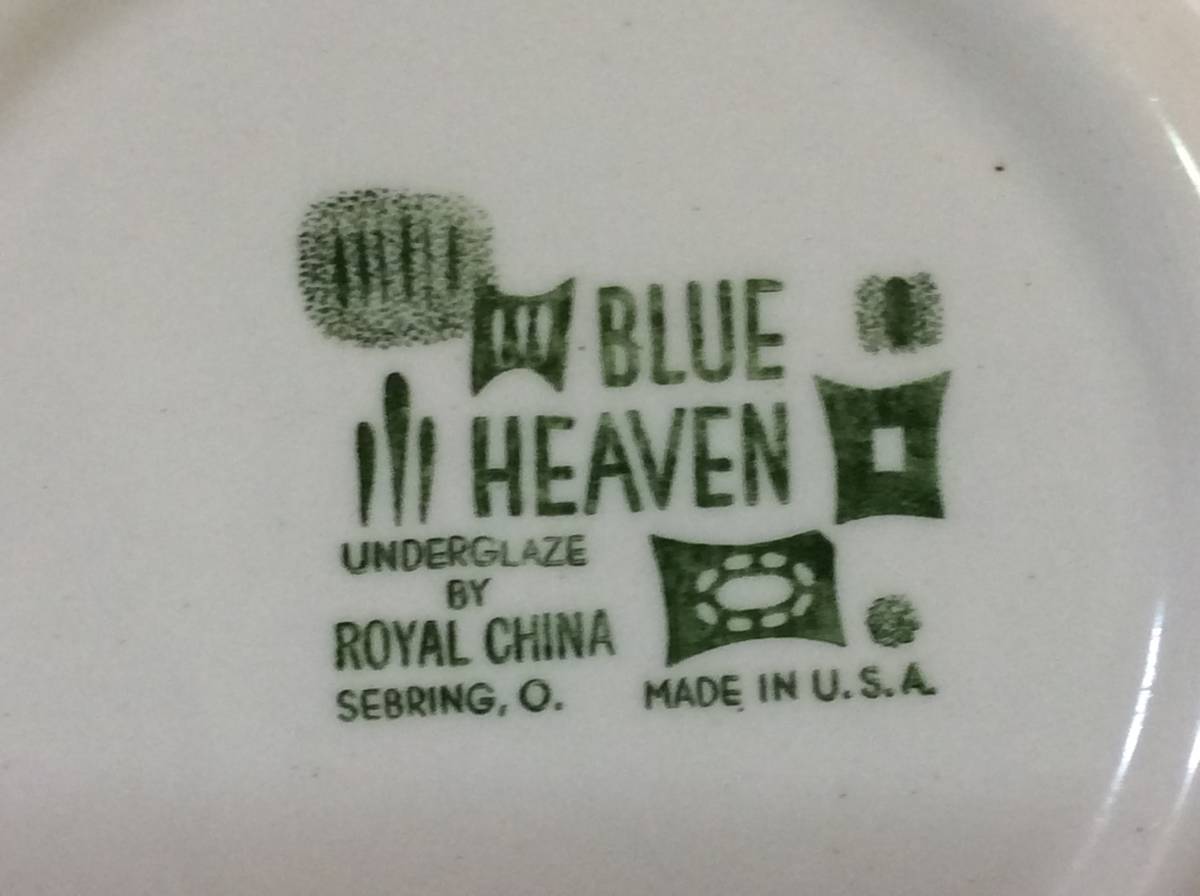 BLUE
HEAVEN
UNDERGLAZE
BY
ROYAL CHINA
SEBRING, O.
MADE IN U.S.A.